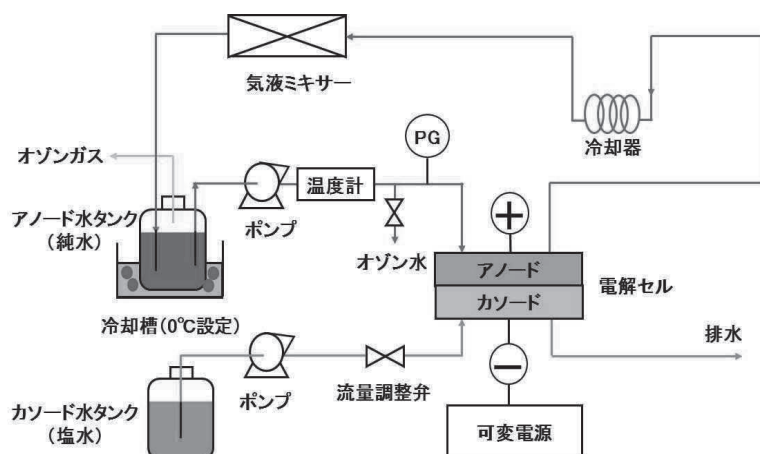 気液ミキサー
冷却器
PG
オゾンガス
温度計
ポンプ
アノード水タンク
(純水)
オゾン水
+
アノード
カソード
電解セル
冷却槽(0℃設定)
排水
ポンプ
流量調整弁
−
カソード水タンク
(塩水)
可変電源